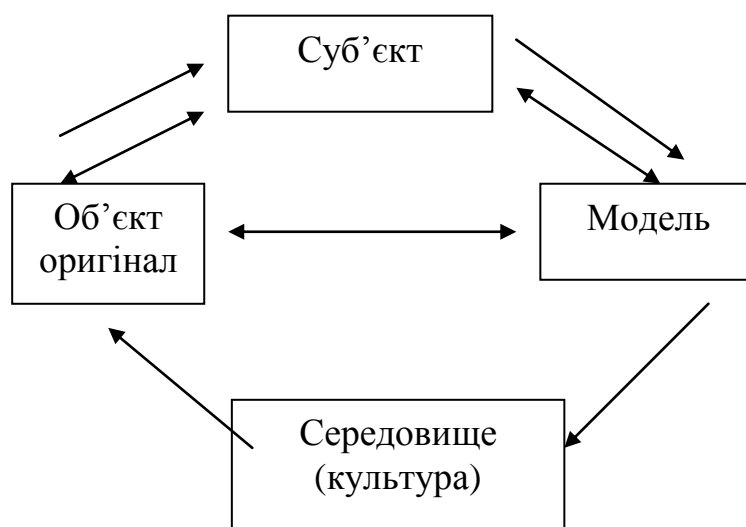 Суб’єкт
Об’єкт
оригінал
Модель
Середовище
(культура)